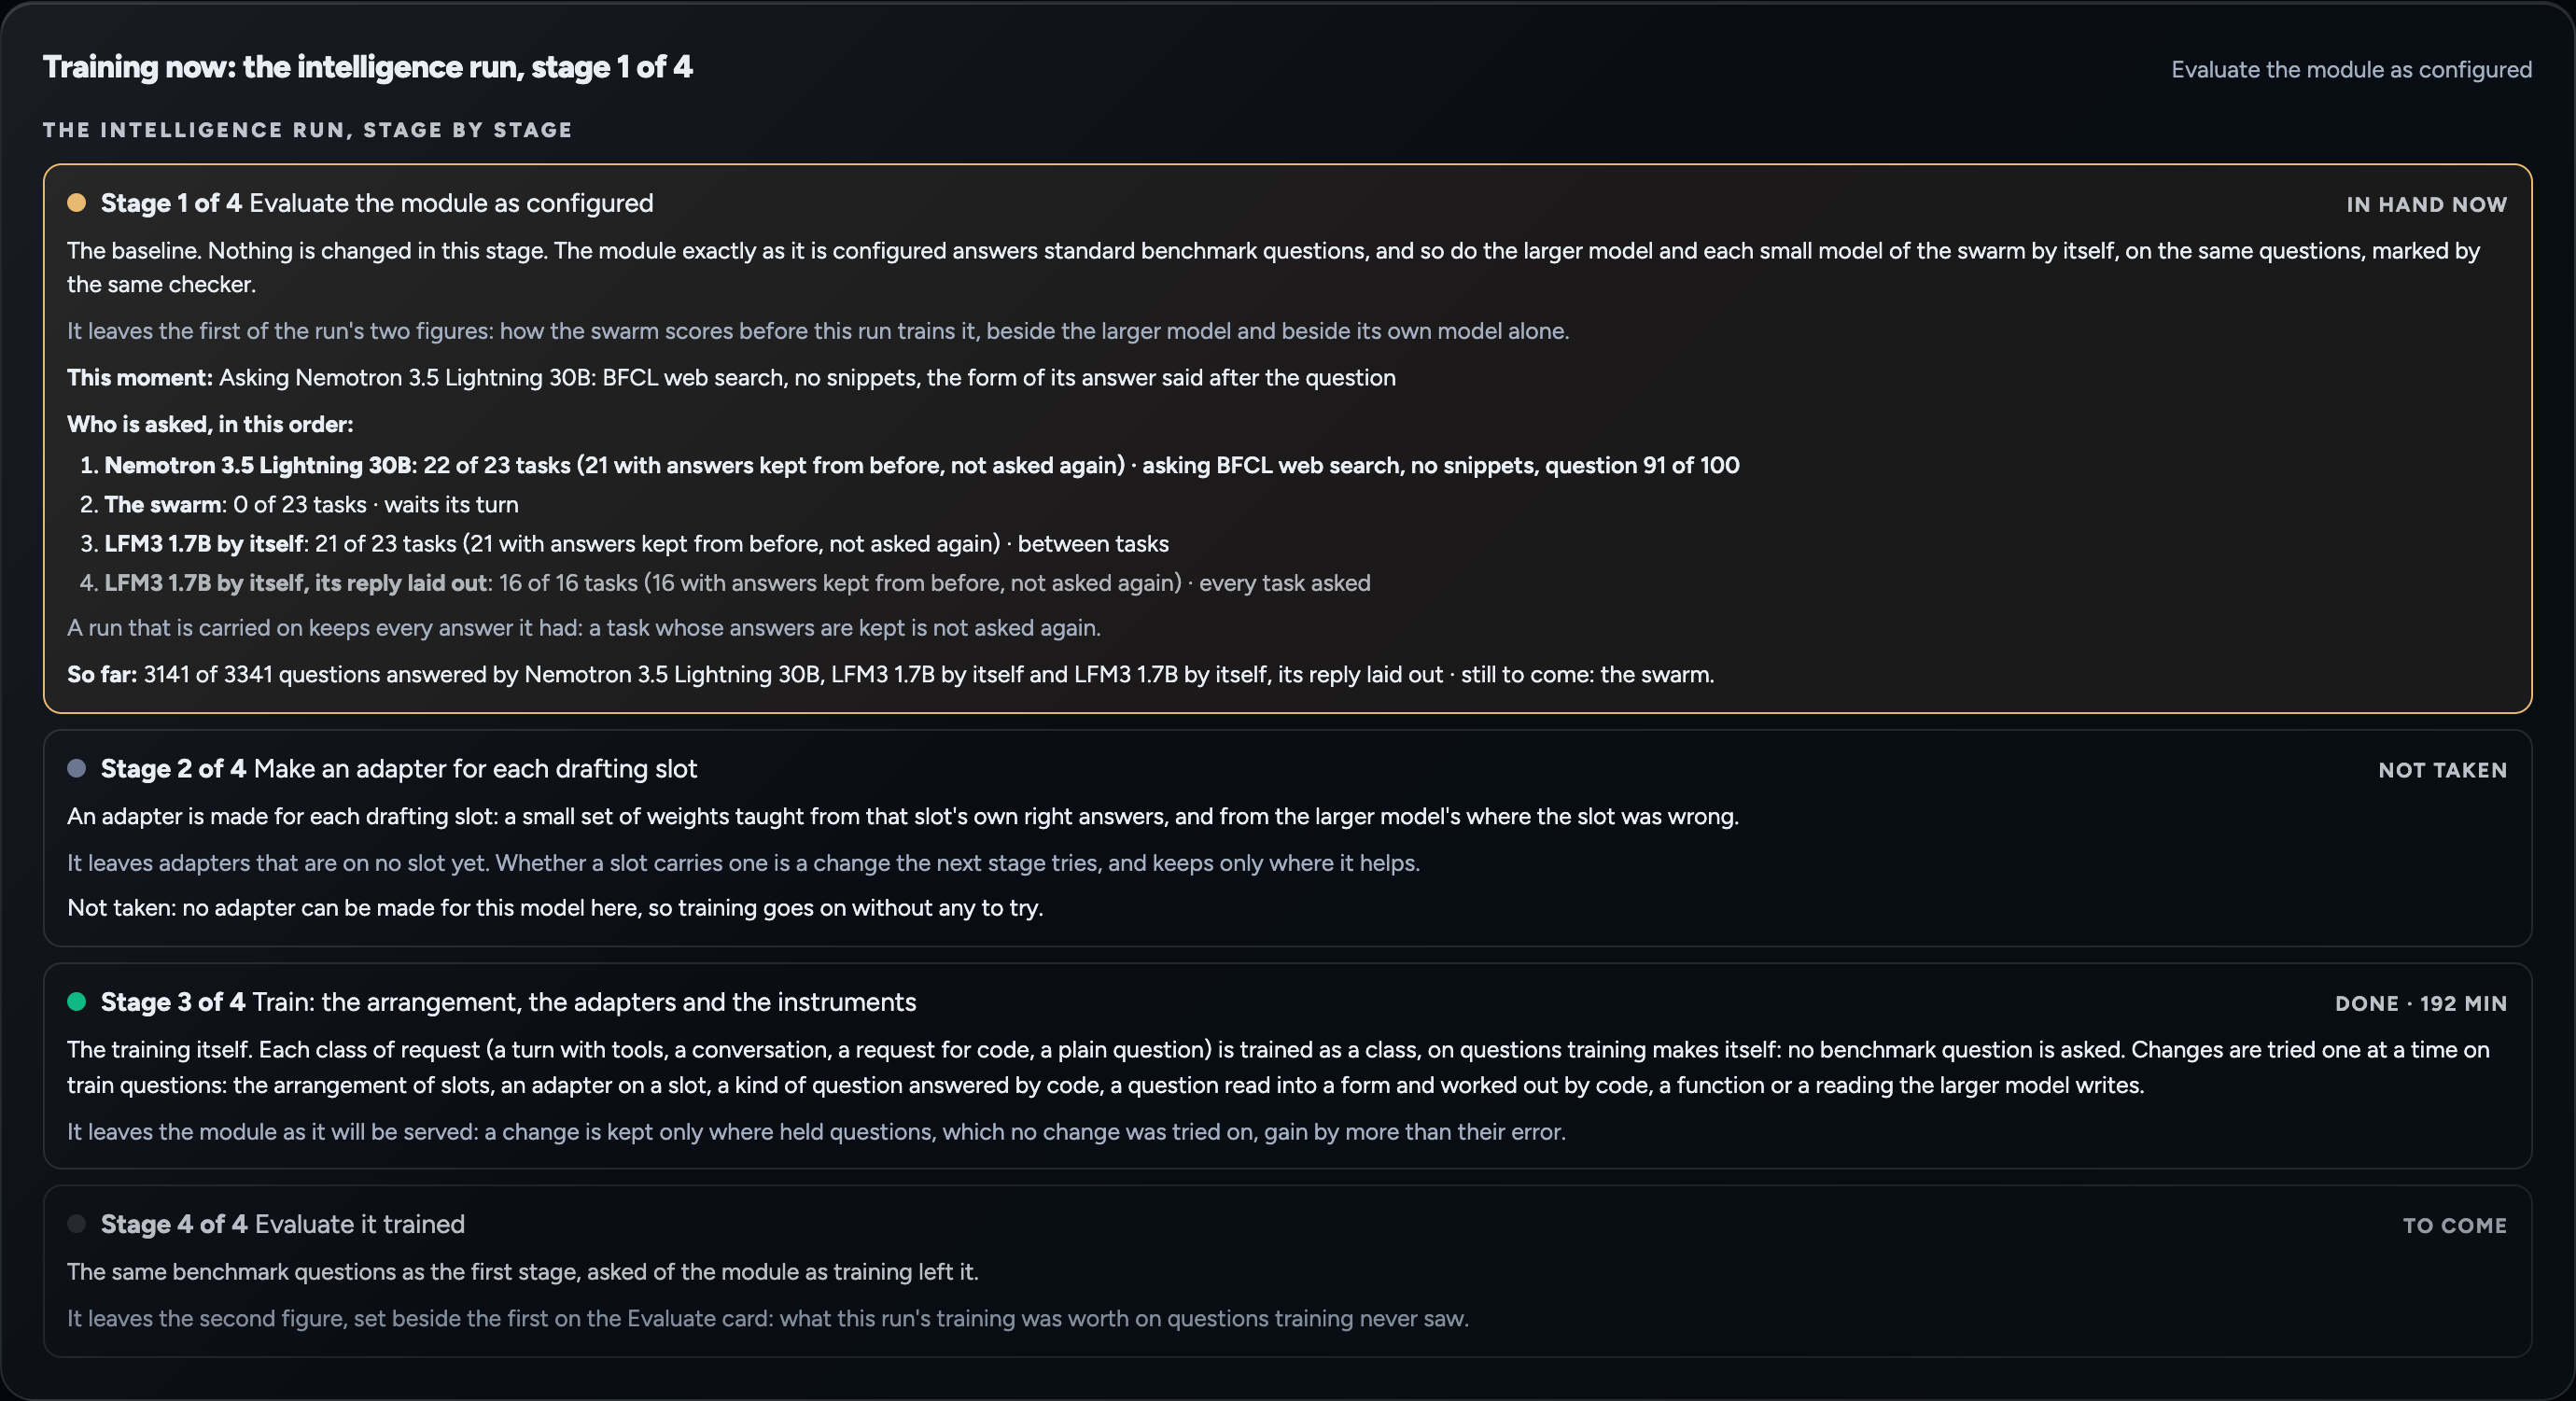 Training now: the intelligence run, stage 1 of 4
Evaluate the module as configured
THE INTELLIGENCE RUN, STAGE BY STAGE
Stage 1 of 4 Evaluate the module as configured
IN HAND NOW
The baseline. Nothing is changed in this stage. The module exactly as it is configured answers standard benchmark questions, and so do the larger model and each small model of the swarm by itself, on the same questions, marked by
the same checker.
It leaves the first of the run's two figures: how the swarm scores before this run trains it, beside the larger model and beside its own model alone.
This moment: Asking Nemotron 3.5 Lightning 30B: BFCL web search, no snippets, the form of its answer said after the question
Who is asked, in this order:
1. Nemotron 3.5 Lightning 30B: 22 of 23 tasks (21 with answers kept from before, not asked again) · asking BFCL web search, no snippets, question 91 of 100
2. The swarm: 0 of 23 tasks · waits its turn
3. LFM3 1.7B by itself: 21 of 23 tasks (21 with answers kept from before, not asked again) · between tasks
4. LFM3 1.7B by itself, its reply laid out: 16 of 16 tasks (16 with answers kept from before, not asked again) · every task asked
A run that is carried on keeps every answer it had: a task whose answers are kept is not asked again.
So far: 3141 of 3341 questions answered by Nemotron 3.5 Lightning 30B, LFM3 1.7B by itself and LFM3 1.7B by itself, its reply laid out · still to come: the swarm.
Stage 2 of 4 Make an adapter for each drafting slot
NOT TAKEN
An adapter is made for each drafting slot: a small set of weights taught from that slot's own right answers, and from the larger model's where the slot was wrong.
It leaves adapters that are on no slot yet. Whether a slot carries one is a change the next stage tries, and keeps only where it helps.
Not taken: no adapter can be made for this model here, so training goes on without any to try.
Stage 3 of 4 Train: the arrangement, the adapters and the instruments
DONE · 192 MIN
The training itself. Each class of request (a turn with tools, a conversation, a request for code, a plain question) is trained as a class, on questions training makes itself: no benchmark question is asked. Changes are tried one at a time on
train questions: the arrangement of slots, an adapter on a slot, a kind of question answered by code, a question read into a form and worked out by code, a function or a reading the larger model writes.
It leaves the module as it will be served: a change is kept only where held questions, which no change was tried on, gain by more than their error.
Stage 4 of 4 Evaluate it trained
TO COME
The same benchmark questions as the first stage, asked of the module as training left it.
It leaves the second figure, set beside the first on the Evaluate card: what this run's training was worth on questions training never saw.